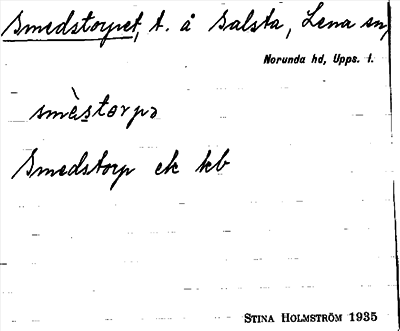 Smedstorpet, t. å Salsta, Lena sn,
Norunda hd, Upps. l.
smèstorpə
Smedstorp ek kb
STINA HOLMSTRÖM 1935